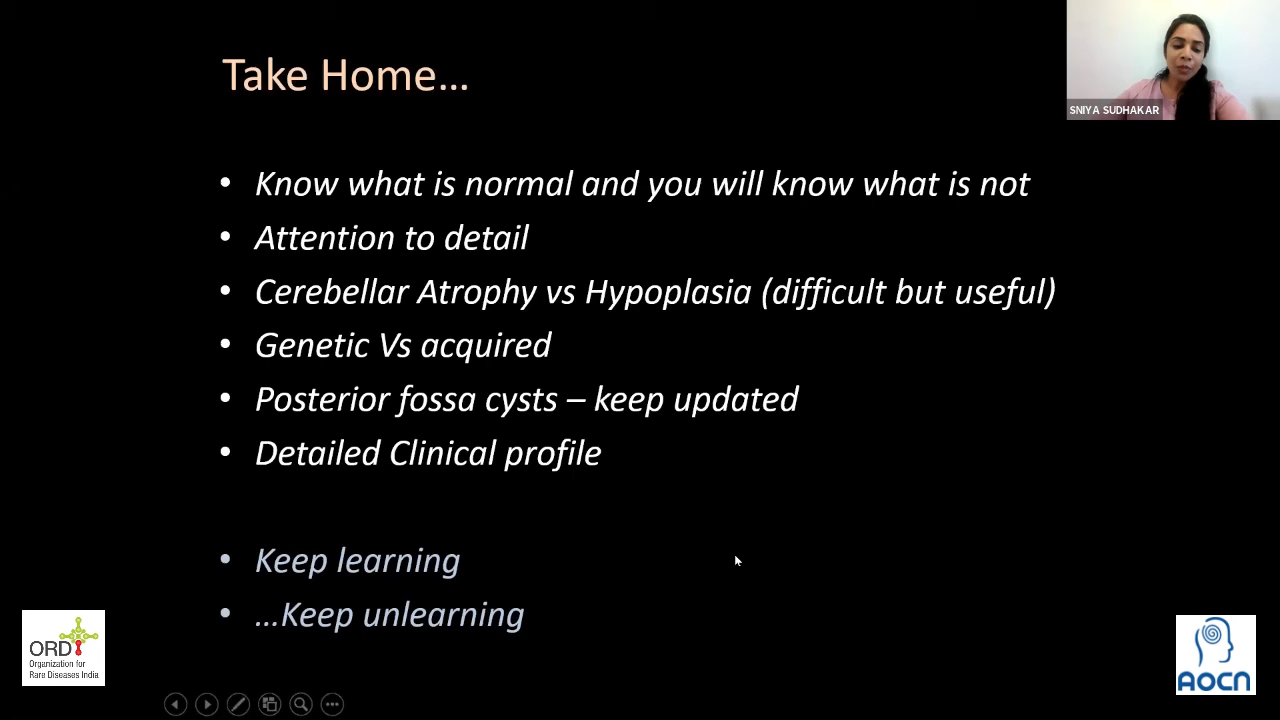 Take Home...
SNIYA SUDHAKAR
• Know what is normal and you will know what is not
• Attention to detail
• Cerebellar Atrophy vs Hypoplasia (difficult but useful)
• Genetic Vs acquired
• Posterior fossa cysts – keep updated
• Detailed Clinical profile
• Keep learning
• ...Keep unlearning
ORDI
Organization for
Rare Diseases India
AOCN